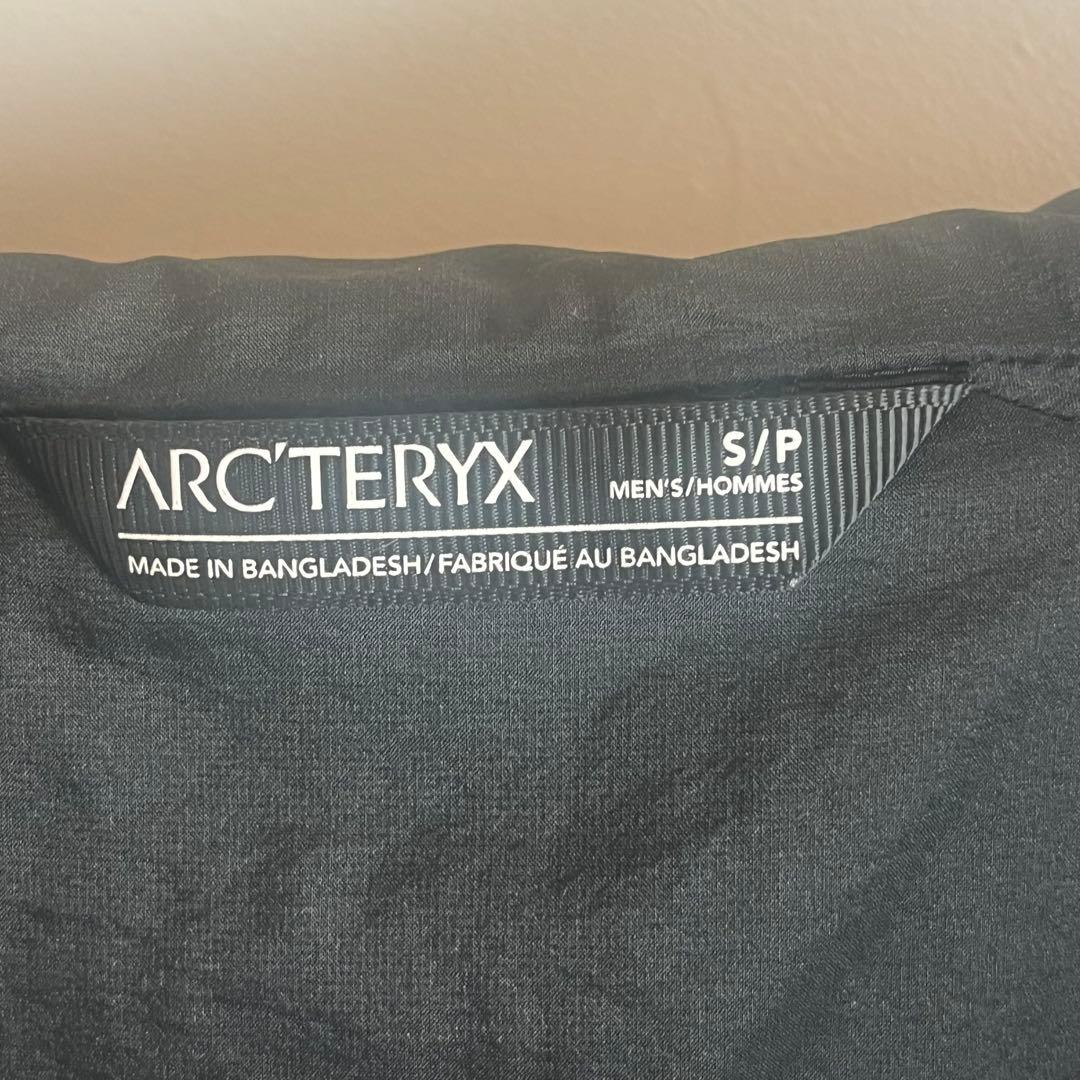 ARC'TERYX
S/P
MEN'S/HOMMES
MADE IN BANGLADESH/FABRIQUÉ AU BANGLADESH